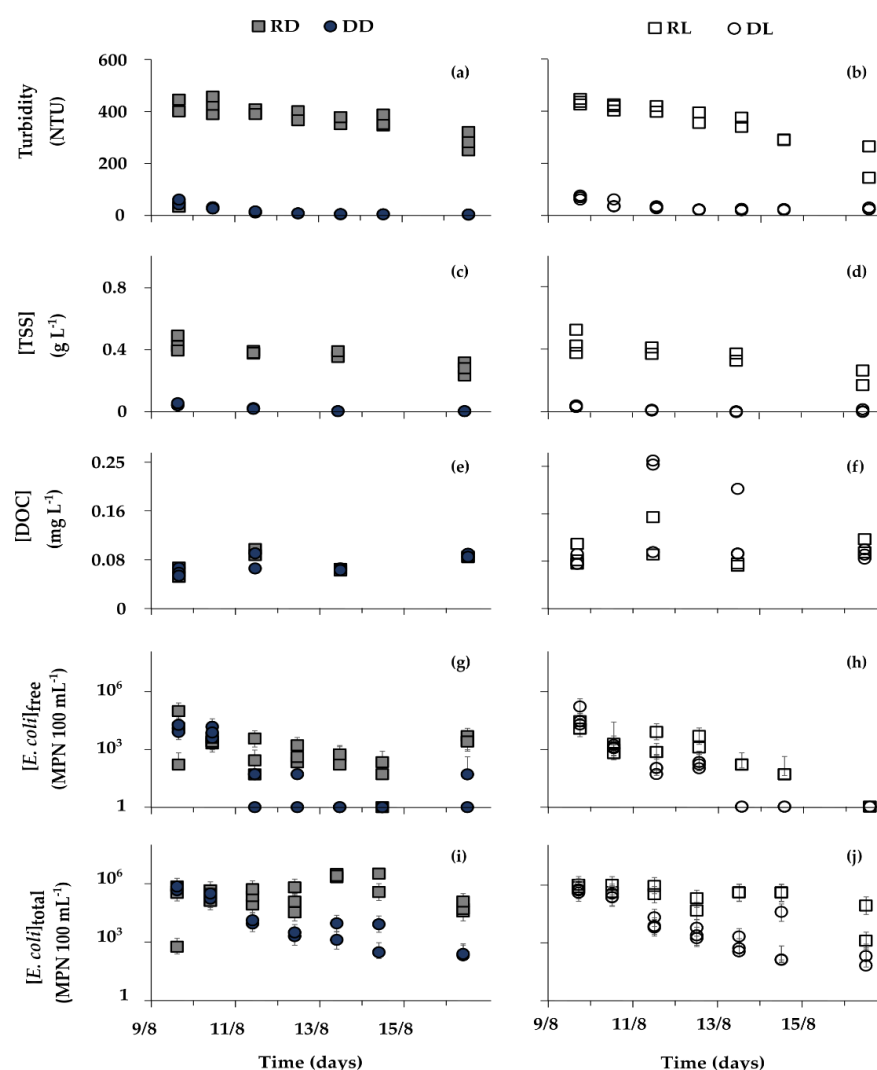 RD DD RL DL
Turbidity
(NTU)
600
400
200
0
(a)
(b)
[TSS]
(g L⁻¹)
0.8
0.4
0
(c)
(d)
[DOC]
(mg L⁻¹)
0.25
0.16
0.08
0
(e)
(f)
[E. coli]free
(MPN 100 mL⁻¹)
10⁶
10³
1
(g)
(h)
[E. coli]total
(MPN 100 mL⁻¹)
10⁶
10³
1
(i)
(j)
9/8 11/8 13/8 15/8
9/8 11/8 13/8 15/8
Time (days)
Time (days)